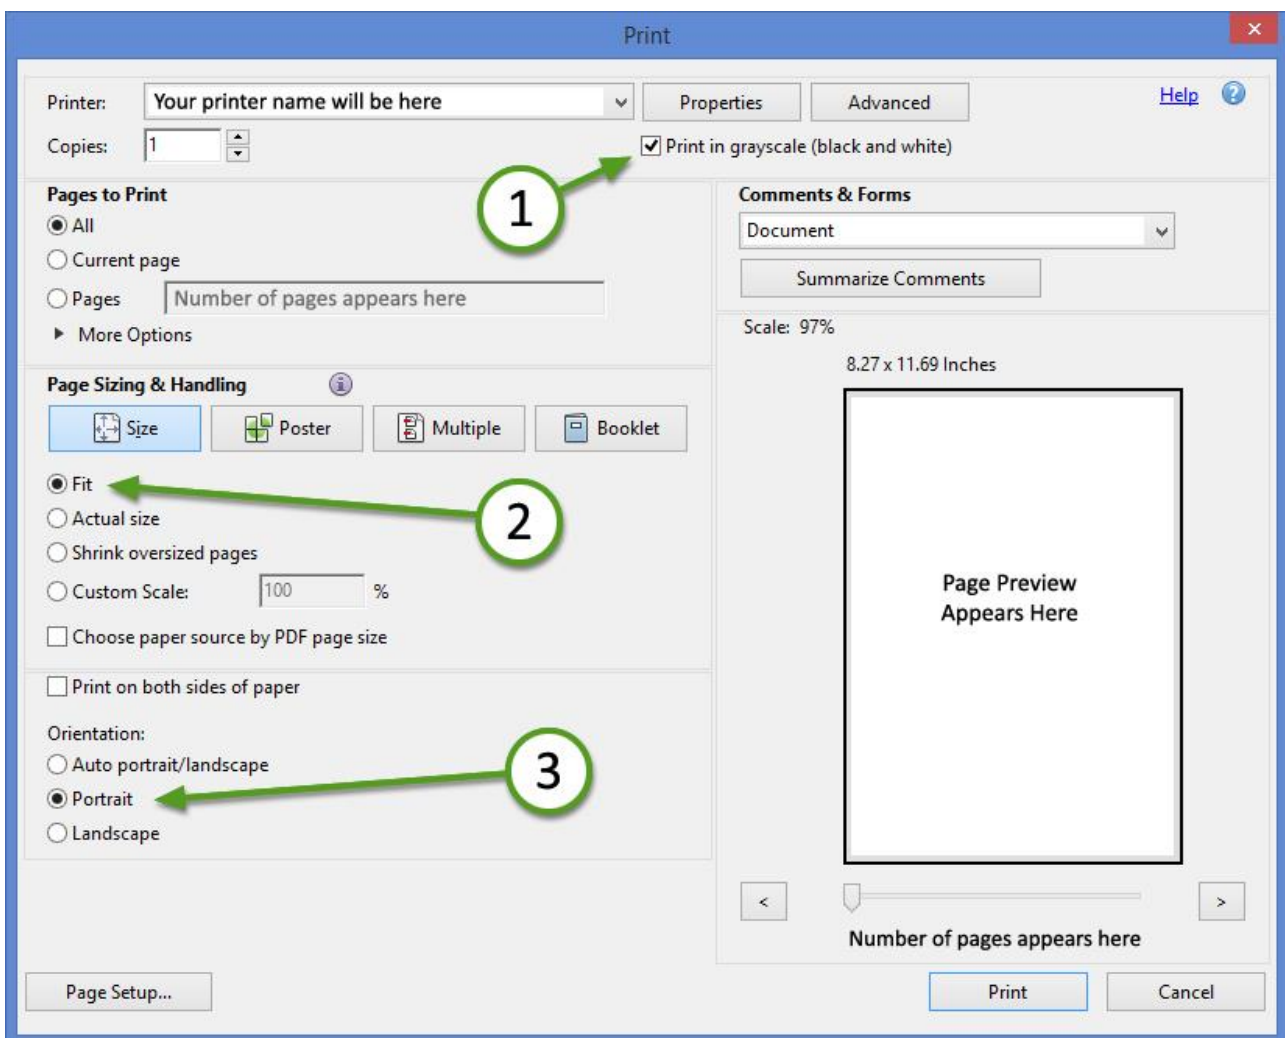 Print
Printer: Your printer name will be here Properties Advanced Help
Copies: 1 Print in grayscale (black and white)
1
Pages to Print
All
Current page
Pages Number of pages appears here
More Options
Comments & Forms
Document
Summarize Comments
Scale: 97%
8.27 x 11.69 Inches
Page Preview
Appears Here
Page Sizing & Handling
Size Poster Multiple Booklet
Fit
2
Actual size
Shrink oversized pages
Custom Scale: 100 %
Choose paper source by PDF page size
Print on both sides of paper
Orientation:
Auto portrait/landscape
3
Portrait
Landscape
< >
Number of pages appears here
Page Setup... Print Cancel